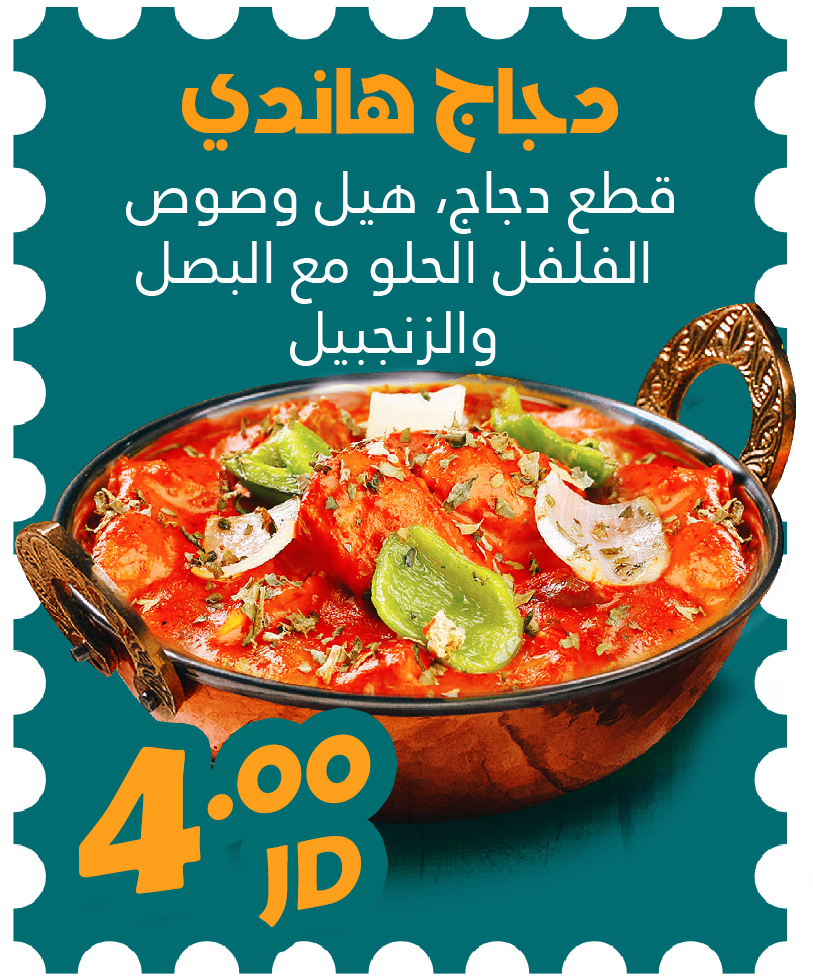 دجاج هاندي
قطع دجاج، هيل وصوص
الفلفل الحلو مع البصل
والزنجبيل
4.00
JD